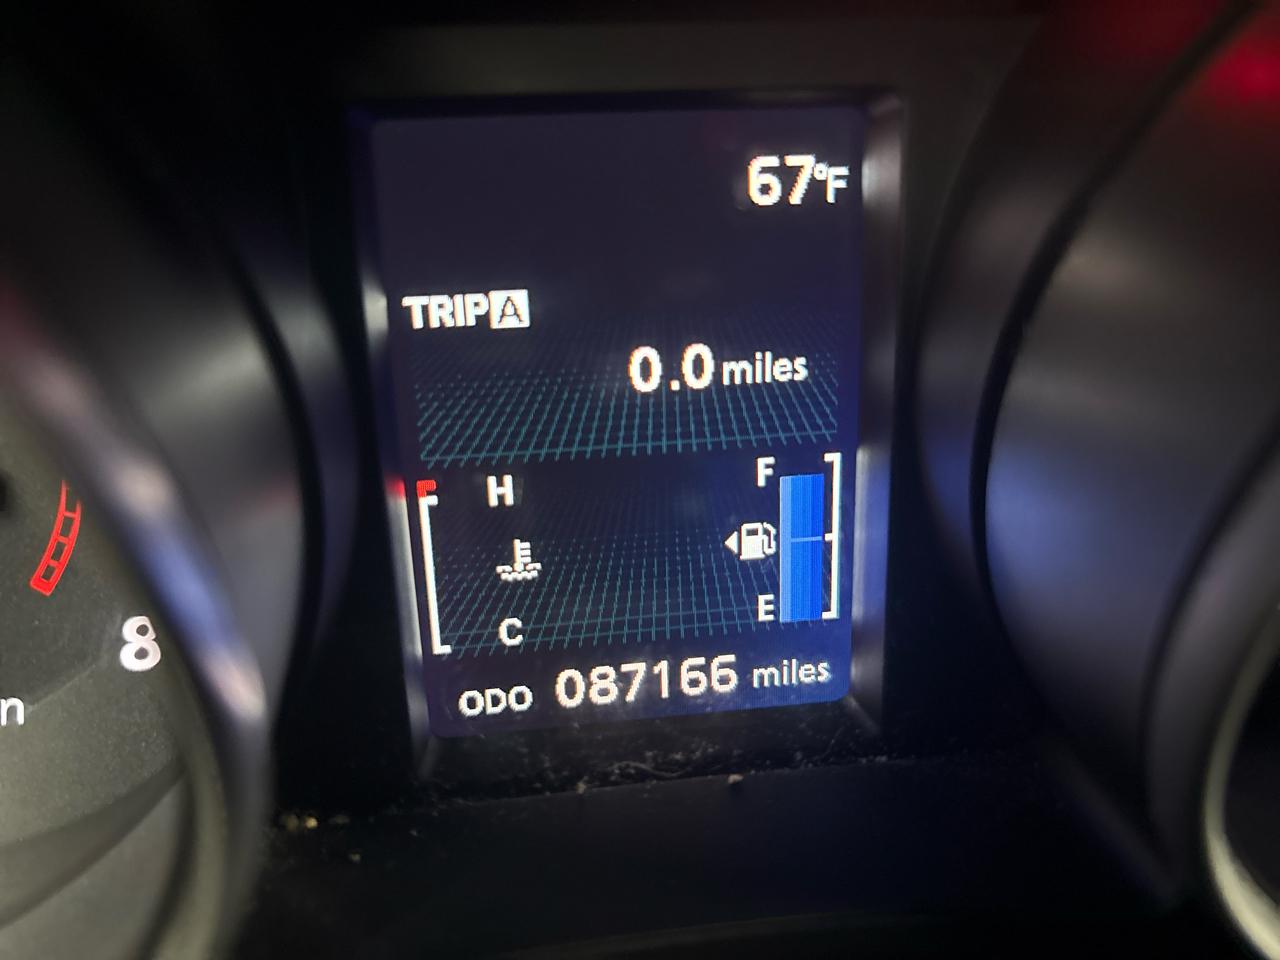 67°F
TRIP A
0.0 miles
H
F
C
E
ODO 087166 miles
8
n